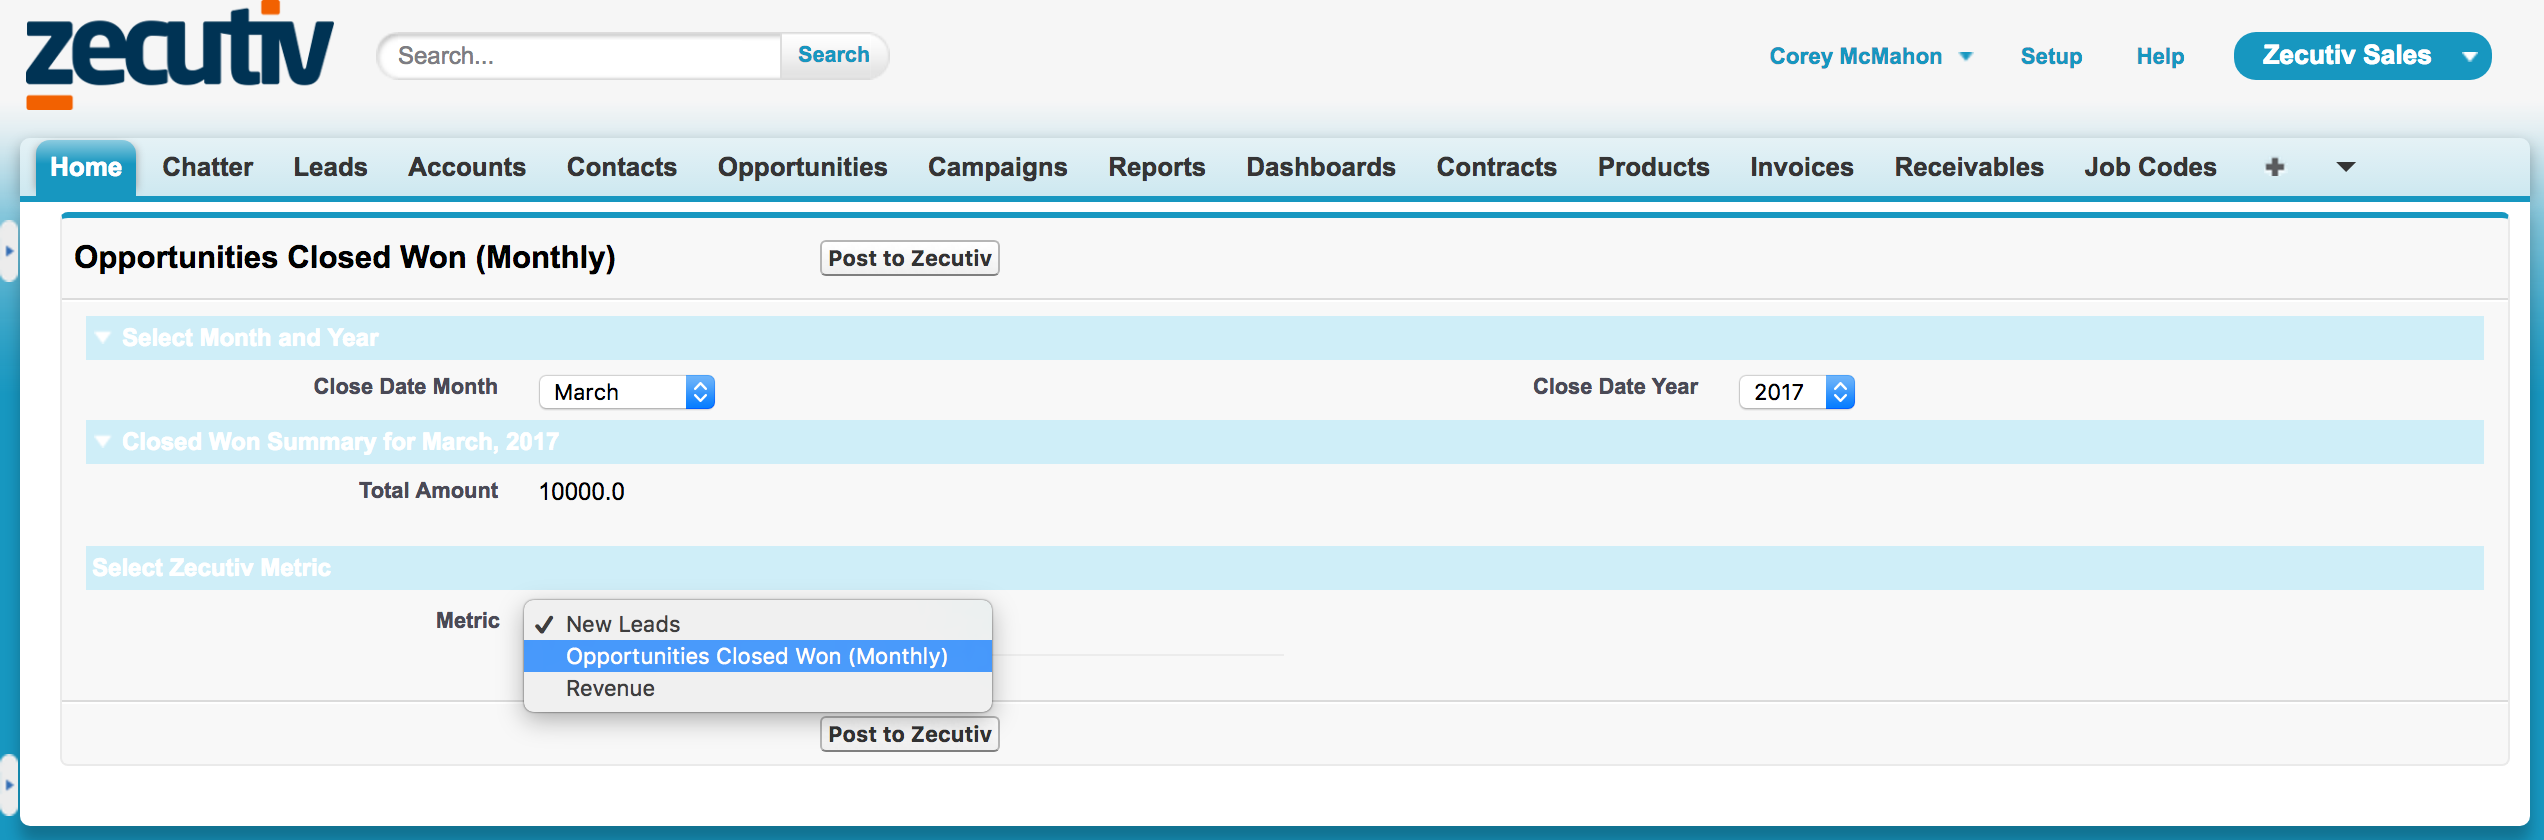 zecutiv
Search...
Search
Corey McMahon
Setup
Help
Zecutiv Sales
Home Chatter Leads Accounts Contacts Opportunities Campaigns Reports Dashboards Contracts Products Invoices Receivables Job Codes +
Opportunities Closed Won (Monthly)
Post to Zecutiv
Select Month and Year
Close Date Month March
Close Date Year 2017
Closed Won Summary for March, 2017
Total Amount 10000.0
Select Zecutiv Metric
Metric
New Leads
Opportunities Closed Won (Monthly)
Revenue
Post to Zecutiv